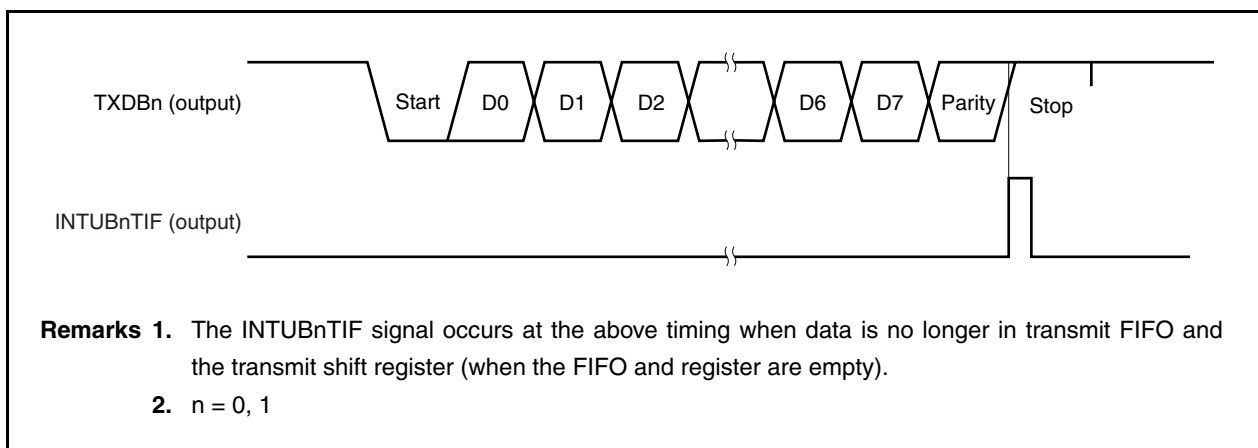 TXDBn (output)
Start D0 D1 D2 D6 D7 Parity Stop
INTUBnTIF (output)
Remarks 1. The INTUBnTIF signal occurs at the above timing when data is no longer in transmit FIFO and
the transmit shift register (when the FIFO and register are empty).
2. n = 0, 1